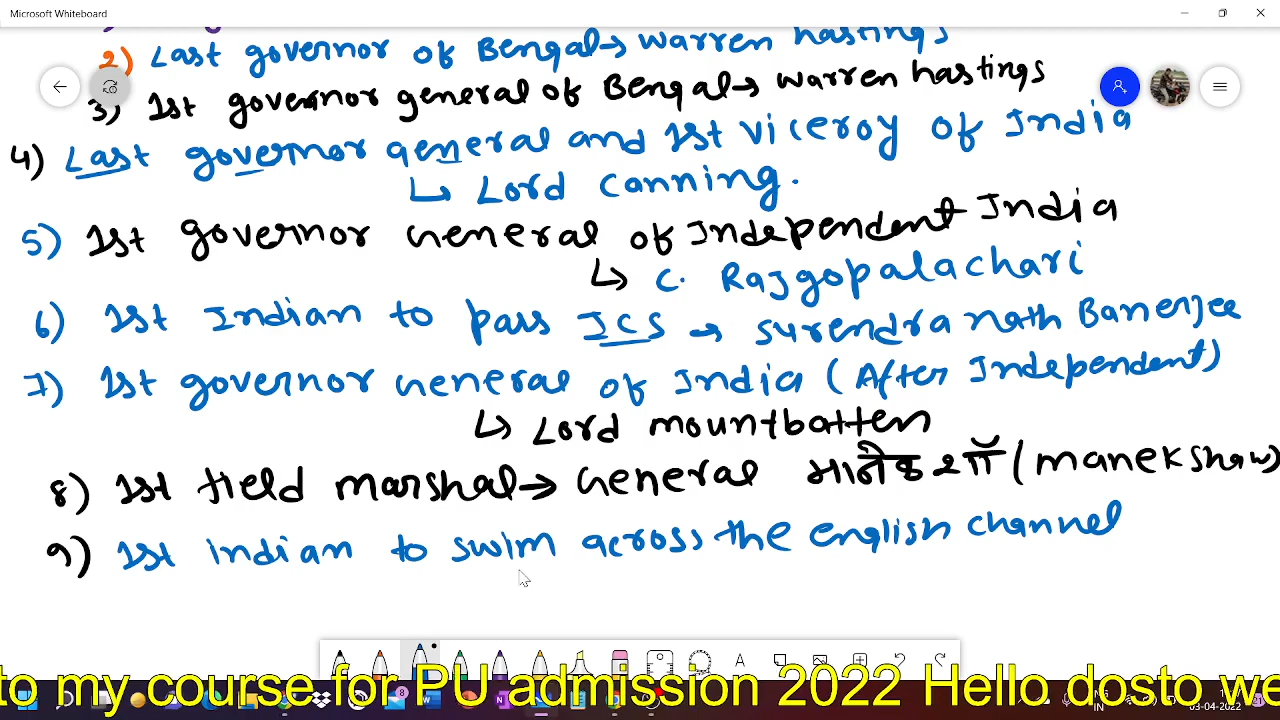 Microsoft Whiteboard
2) Last governor of Bengal → warren hastings
3) 1st governor general of Bengal → warren hastings
4) Last governor general and 1st viceroy of India
↳ Lord canning.
5) 1st governor General of Independent India
↳ C. Rajgopalachari
6) 1st Indian to pass ICS → Surendra nath Banerjee
7) 1st governor General of India (After Independent)
↳ Lord mountbatten
8) 1st field marshal → General मानेक शॉ (manekshaw)
9) 1st indian to swim across the english channel
to my course for PU admission 2022 Hello dosto we
IN
03-04-2022